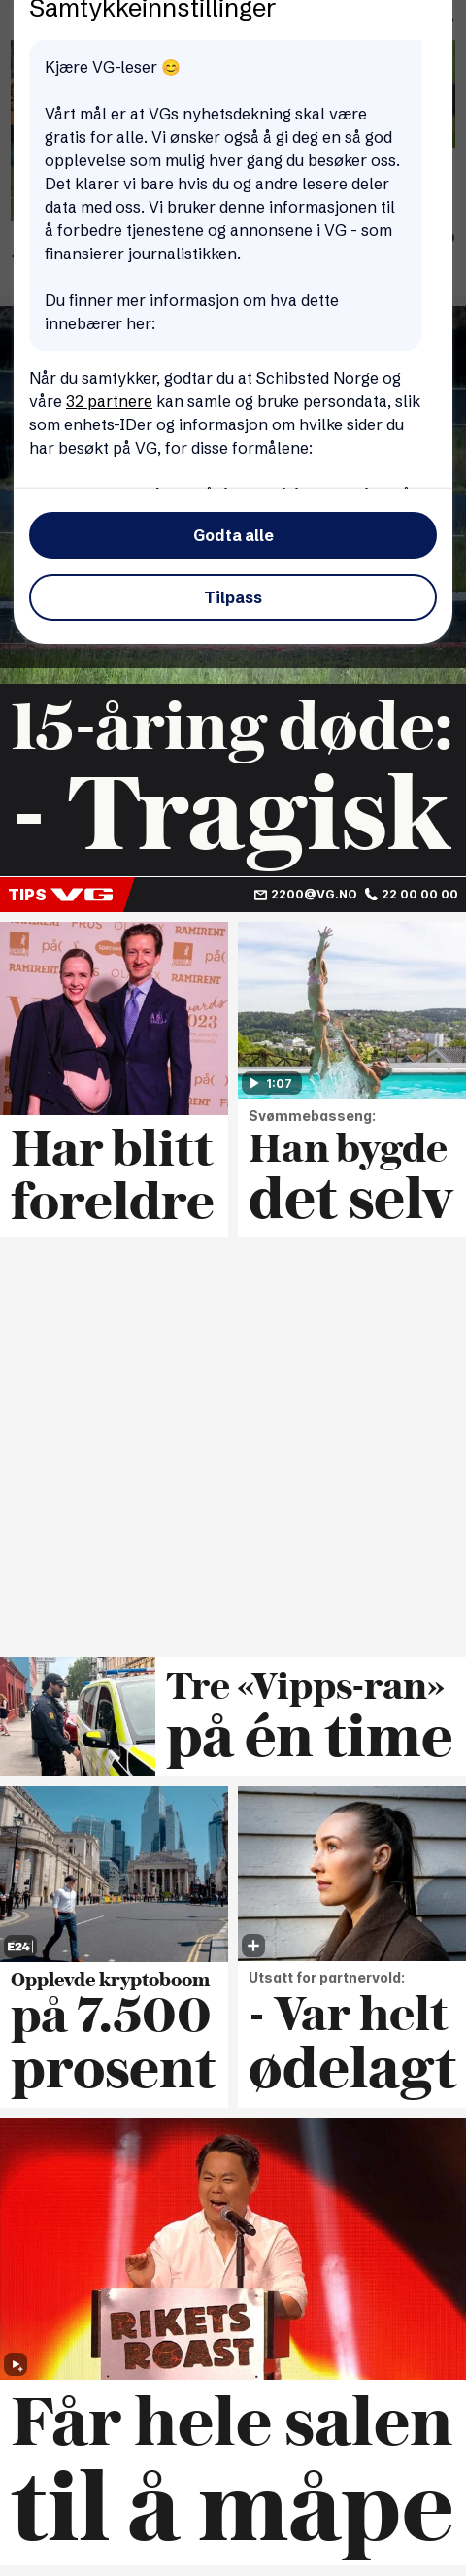 Samtykkeinnstillinger
Kjære VG-leser 😊
Vårt mål er at VGs nyhetsdekning skal være
gratis for alle. Vi ønsker også å gi deg en så god
opplevelse som mulig hver gang du besøker oss.
Det klarer vi bare hvis du og andre lesere deler
data med oss. Vi bruker denne informasjonen til
å forbedre tjenestene og annonsene i VG - som
finansierer journalistikken.
Du finner mer informasjon om hva dette
innebærer her:
Når du samtykker, godtar du at Schibsted Norge og
våre 32 partnere kan samle og bruke persondata, slik
som enhets-IDer og informasjon om hvilke sider du
har besøkt på VG, for disse formålene:
Godta alle
Tilpass
15-åring døde:
- Tragisk
TIPS VG
2200@VG.NO 22 00 00 00
RAMIRENT
på(
RAMIRENT
2023
på(
1:07
Har blitt
foreldre
Svømmebasseng:
Han bygde
det selv
Tre «Vipps-ran»
på én time
E24
Opplevde kryptoboom
på 7.500
prosent
Utsatt for partnervold:
- Var helt
ødelagt
RIKETS
ROAST
Får hele salen
til å måpe